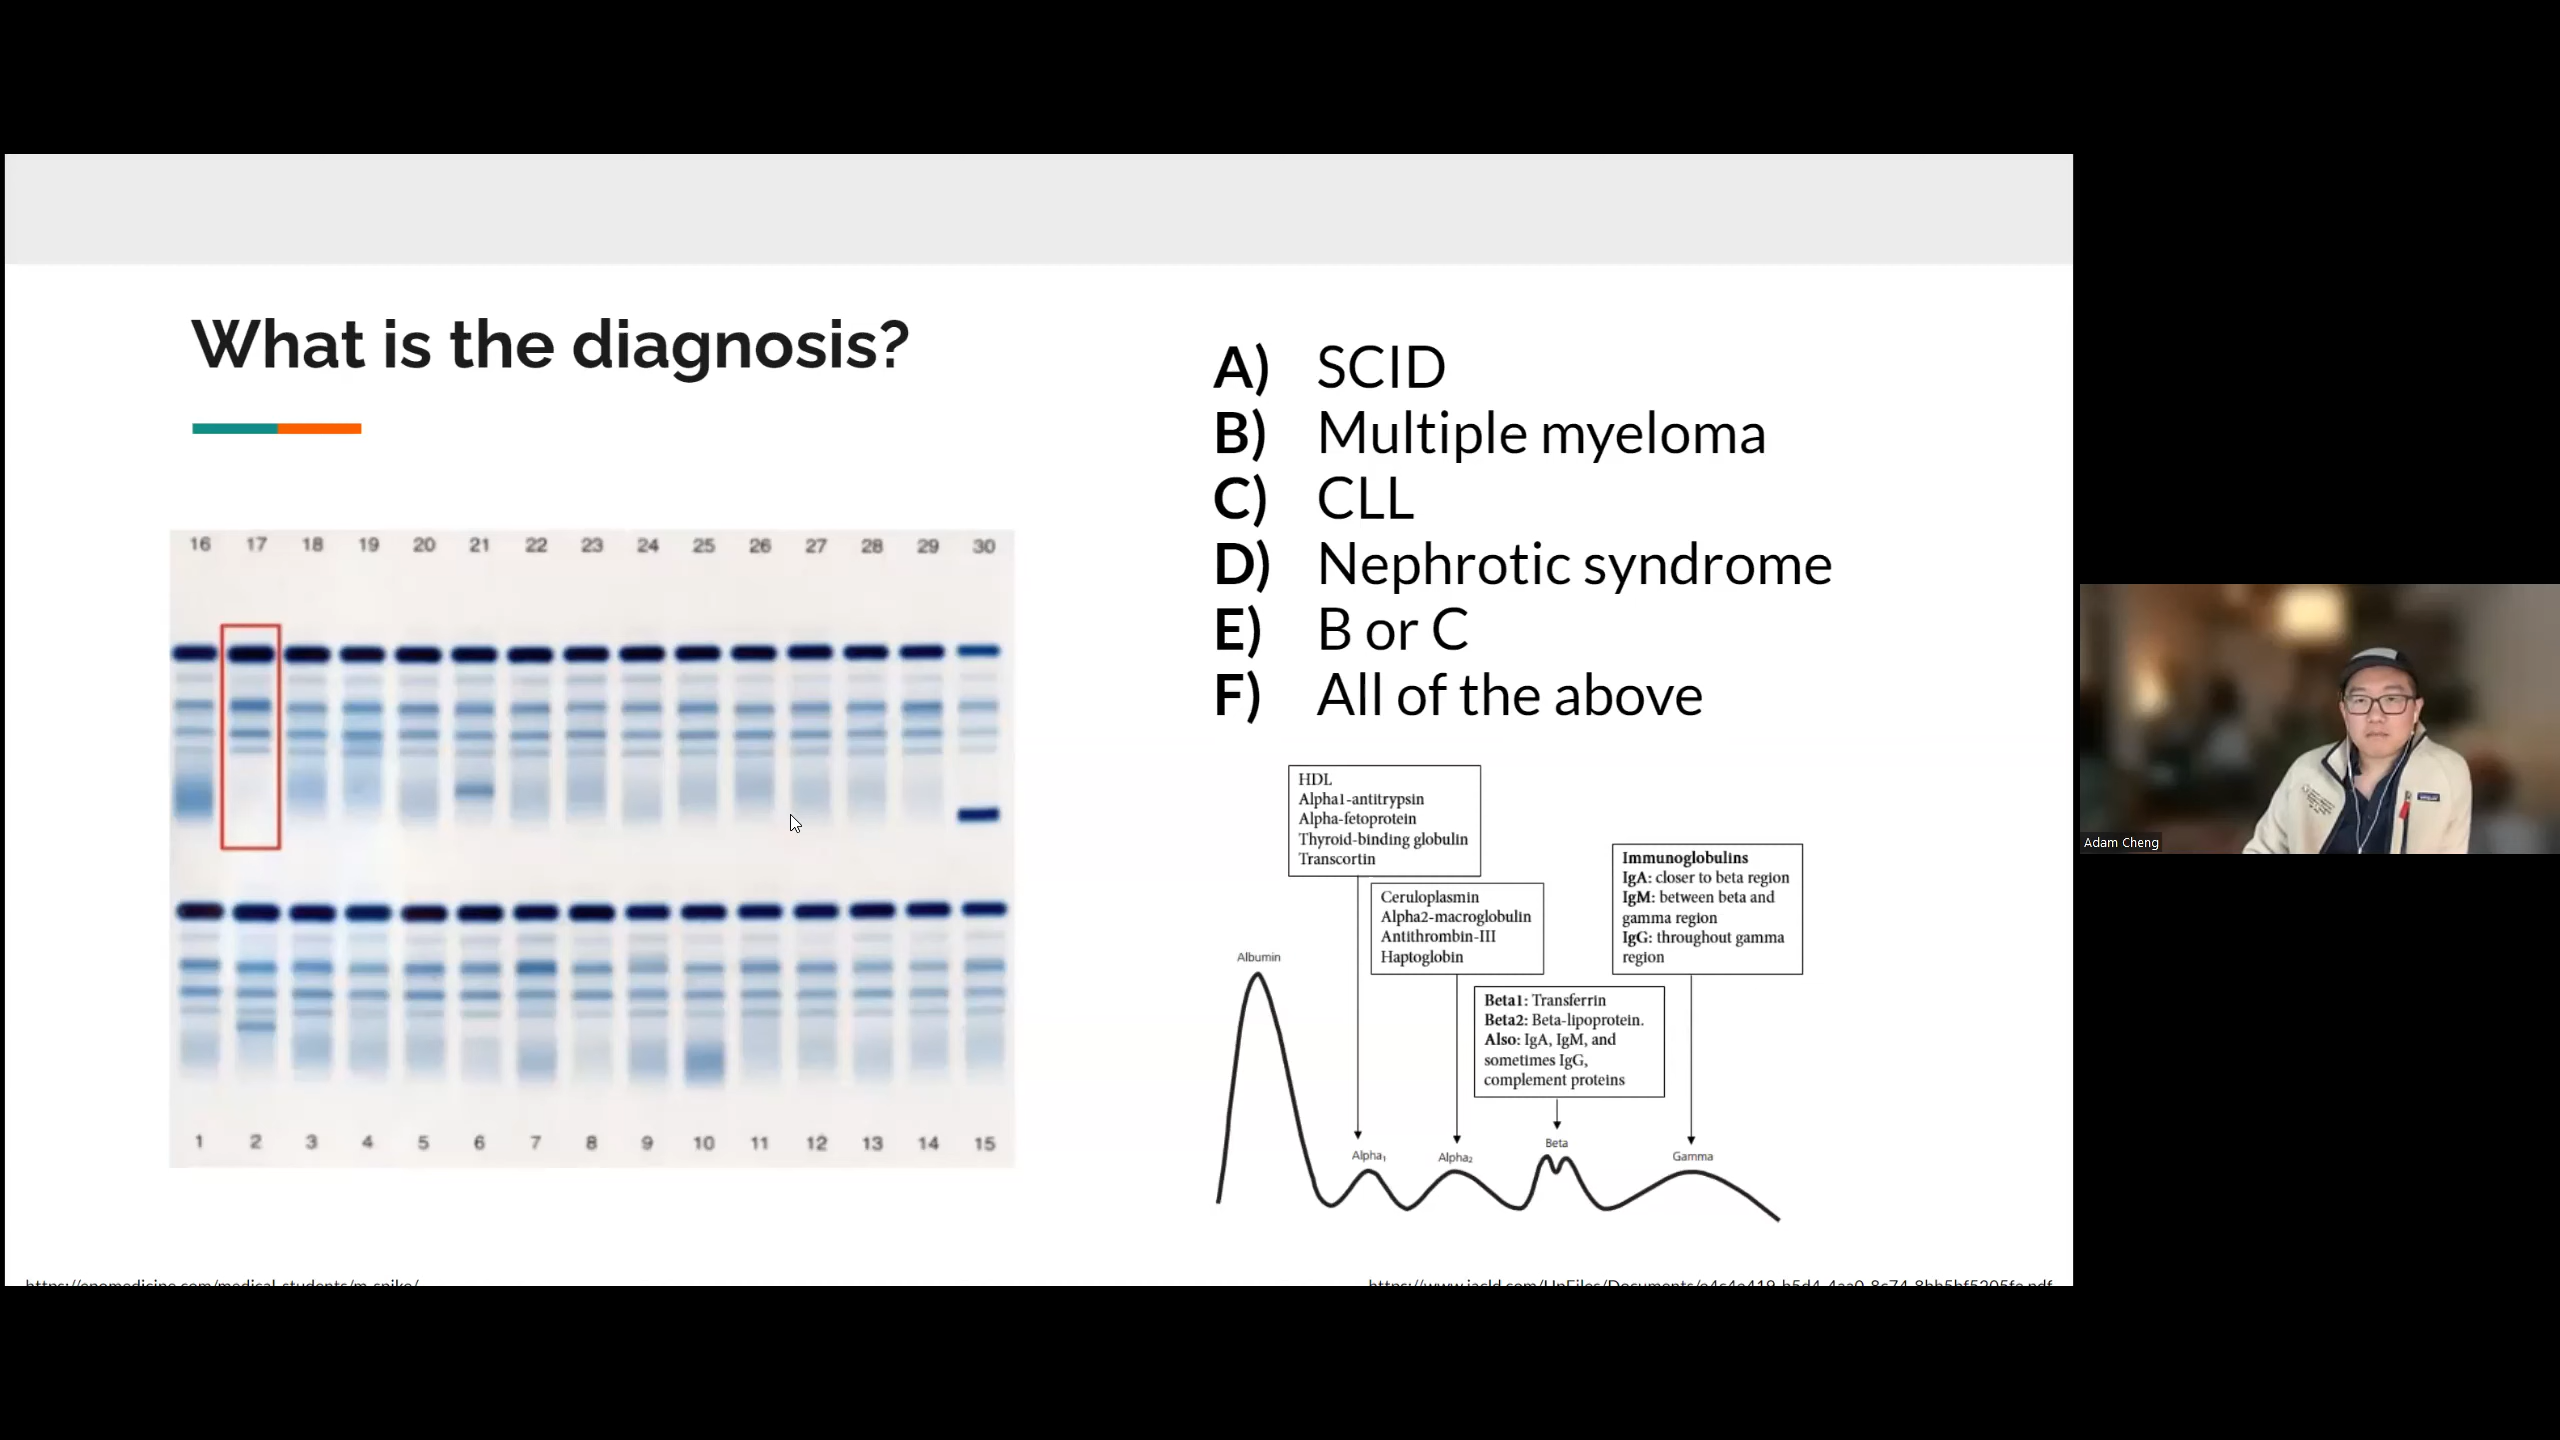 What is the diagnosis?
A) SCID
B) Multiple myeloma
C) CLL
D) Nephrotic syndrome
E) B or C
F) All of the above
16 17 18 19 20 21 22 23 24 25 26 27 28 29 30
1 2 3 4 5 6 7 8 9 10 11 12 13 14 15
HDL
Alpha1-antitrypsin
Alpha-fetoprotein
Thyroid-binding globulin
Transcortin
Ceruloplasmin
Alpha2-macroglobulin
Antithrombin-III
Haptoglobin
Immunoglobulins
IgA: closer to beta region
IgM: between beta and
gamma region
IgG: throughout gamma
region
Beta1: Transferrin
Beta2: Beta-lipoprotein.
Also: IgA, IgM, and
sometimes IgG,
complement proteins
Albumin
Alpha₁
Alpha₂
Beta
Gamma
Adam Cheng